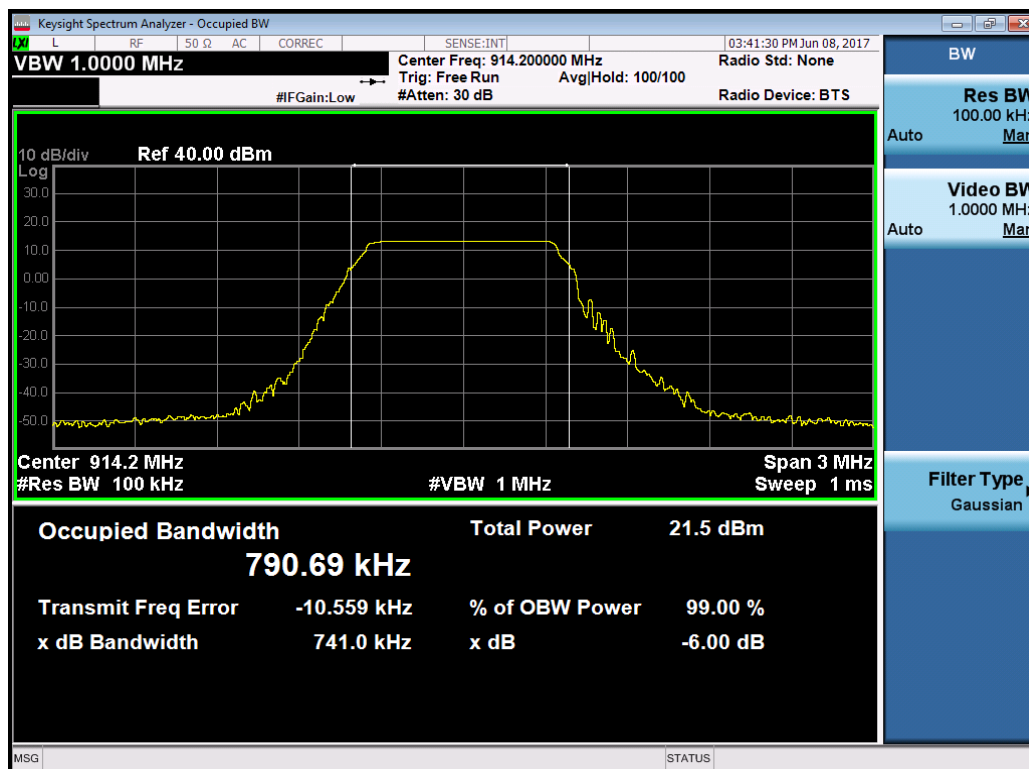 Keysight Spectrum Analyzer - Occupied BW
LXI L RF 50 Ω AC CORREC SENSE:INT 03:41:30 PM Jun 08, 2017
VBW 1.0000 MHz
Center Freq: 914.200000 MHz Radio Std: None
Trig: Free Run Avg|Hold: 100/100
#IFGain:Low #Atten: 30 dB Radio Device: BTS
10 dB/div Ref 40.00 dBm
Log
30.0
20.0
10.0
0.00
-10.0
-20.0
-30.0
-40.0
-50.0
Center 914.2 MHz Span 3 MHz
#Res BW 100 kHz #VBW 1 MHz Sweep 1 ms
Occupied Bandwidth Total Power 21.5 dBm
790.69 kHz
Transmit Freq Error -10.559 kHz % of OBW Power 99.00 %
x dB Bandwidth 741.0 kHz x dB -6.00 dB
MSG STATUS
BW
Res BW
100.00 kHz
Auto Man
Video BW
1.0000 MHz
Auto Man
Filter Type
Gaussian